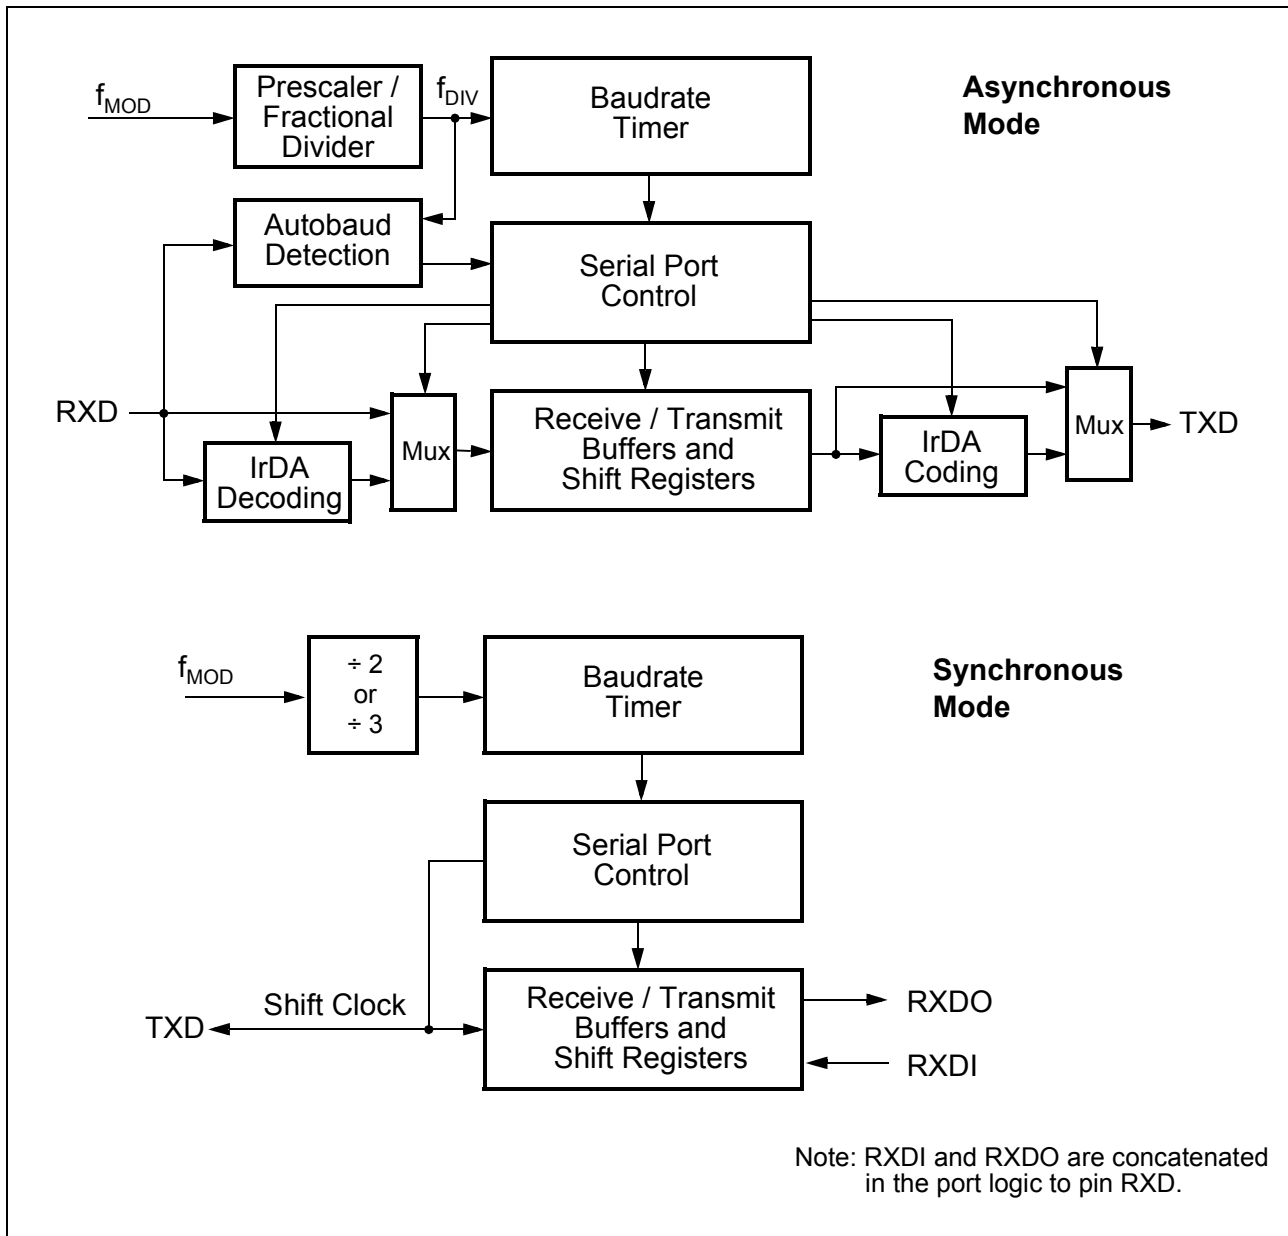 f_MOD
Prescaler /
Fractional
Divider
f_DIV
Baudrate
Timer
Asynchronous
Mode
Autobaud
Detection
Serial Port
Control
RXD
IrDA
Decoding
Mux
Receive / Transmit
Buffers and
Shift Registers
IrDA
Coding
Mux
TXD
f_MOD
÷ 2
or
÷ 3
Baudrate
Timer
Synchronous
Mode
Serial Port
Control
TXD
Shift Clock
Receive / Transmit
Buffers and
Shift Registers
RXDO
RXDI
Note: RXDI and RXDO are concatenated
in the port logic to pin RXD.